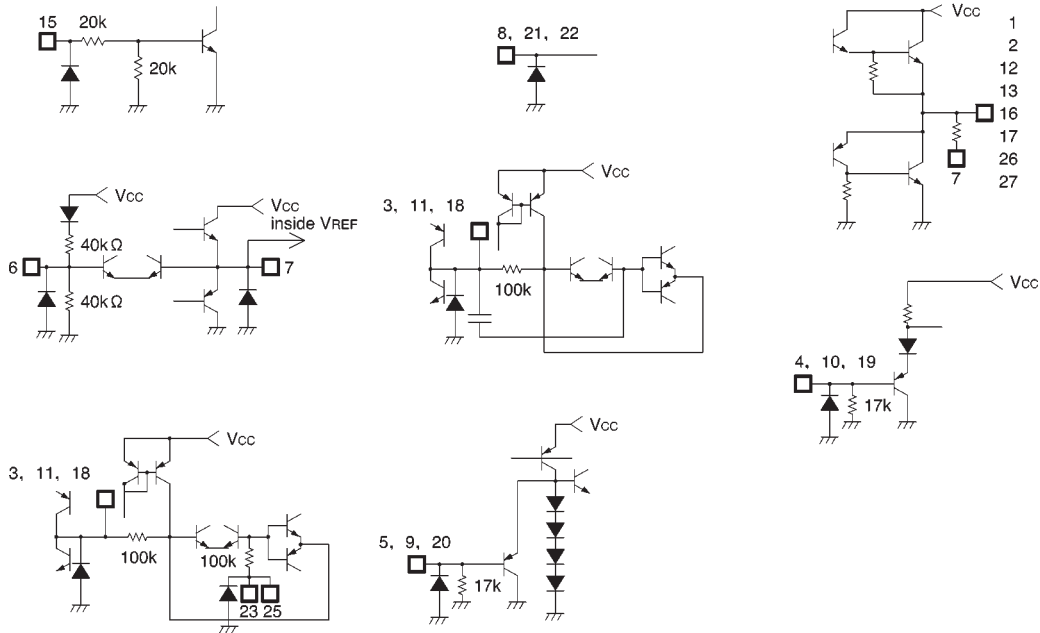 15
20k
20k
8, 21, 22
Vcc
1
2
12
13
16
17
26
27
7
Vcc
40kΩ
6
40kΩ
Vcc
inside VREF
7
Vcc
3, 11, 18
100k
Vcc
4, 10, 19
17k
Vcc
3, 11, 18
100k
100k
23 25
Vcc
5, 9, 20
17k